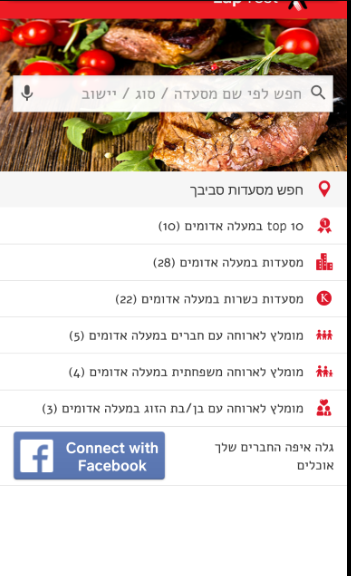 חפש לפי שם מסעדה / סוג / יישוב
חפש מסעדות סביבך
top 10 במעלה אדומים (10)
מסעדות במעלה אדומים (28)
K
מסעדות כשרות במעלה אדומים (22)
מומלץ לארוחה עם חברים במעלה אדומים (5)
מומלץ לארוחה משפחתית במעלה אדומים (4)
מומלץ לארוחה עם בן/בת הזוג במעלה אדומים (3)
גלה איפה החברים שלך
אוכלים
Connect with
Facebook